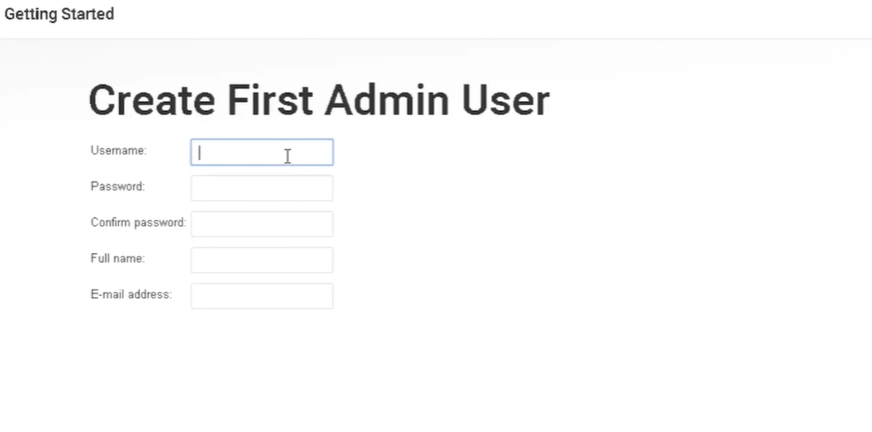 Getting Started
Create First Admin User
Username:
Password:
Confirm password:
Full name:
E-mail address: